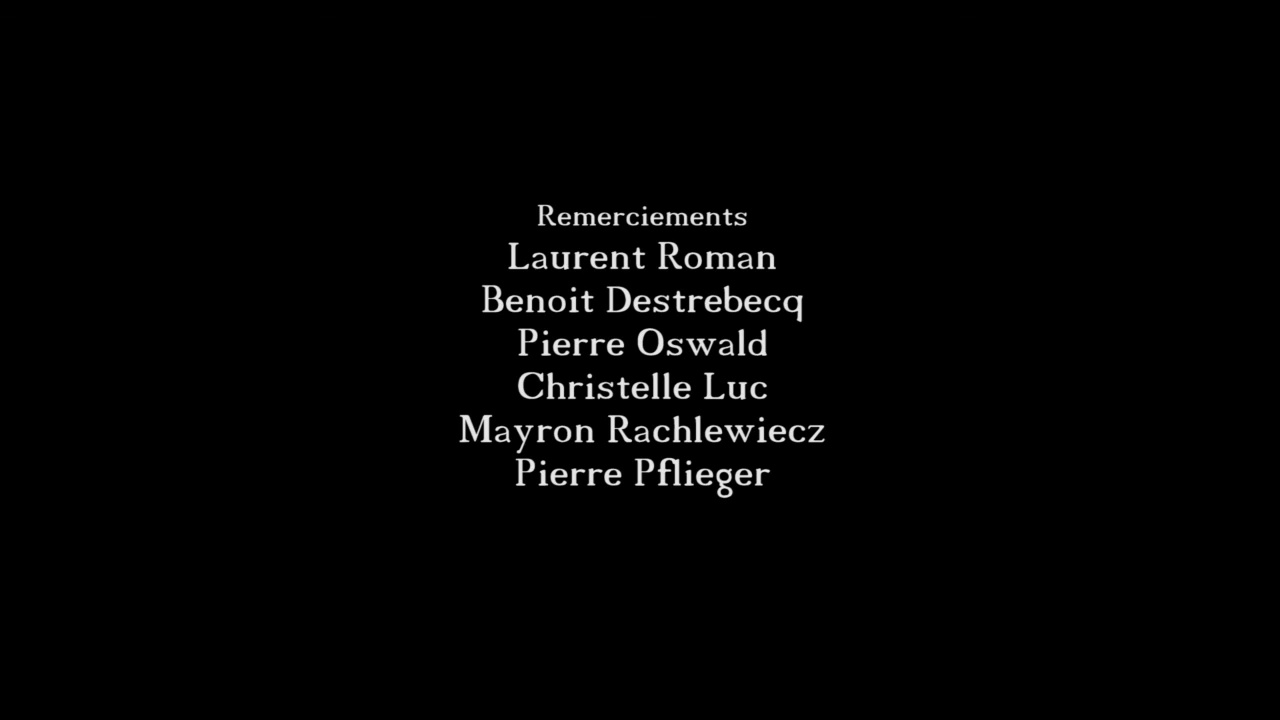 Remerciements
Laurent Roman
Benoit Destrebecq
Pierre Oswald
Christelle Luc
Mayron Rachlewiecz
Pierre Pflieger